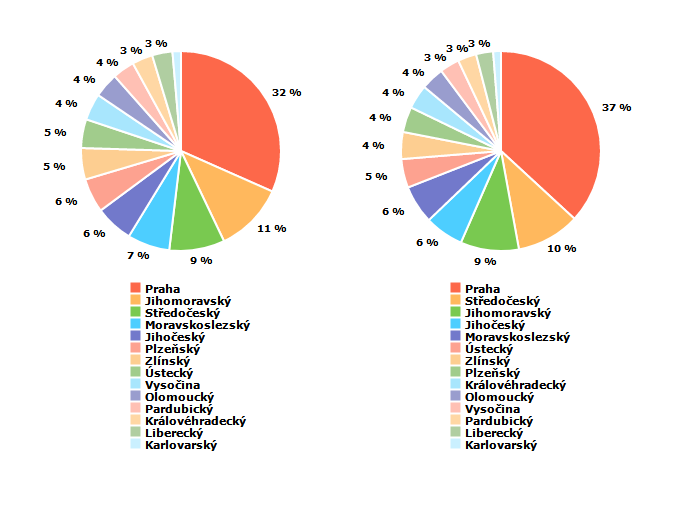 32 %
11 %
9 %
7 %
6 %
6 %
5 %
5 %
4 %
4 %
4 %
3 %
3 %
Praha
Jihomoravský
Středočeský
Moravskoslezský
Jihočeský
Plzeňský
Zlínský
Ústecký
Vysočina
Olomoucký
Pardubický
Královéhradecký
Liberecký
Karlovarský
37 %
10 %
9 %
6 %
6 %
5 %
4 %
4 %
4 %
4 %
3 %
3 %
3 %
Praha
Středočeský
Jihomoravský
Jihočeský
Moravskoslezský
Ústecký
Zlínský
Plzeňský
Královéhradecký
Olomoucký
Vysočina
Pardubický
Liberecký
Karlovarský